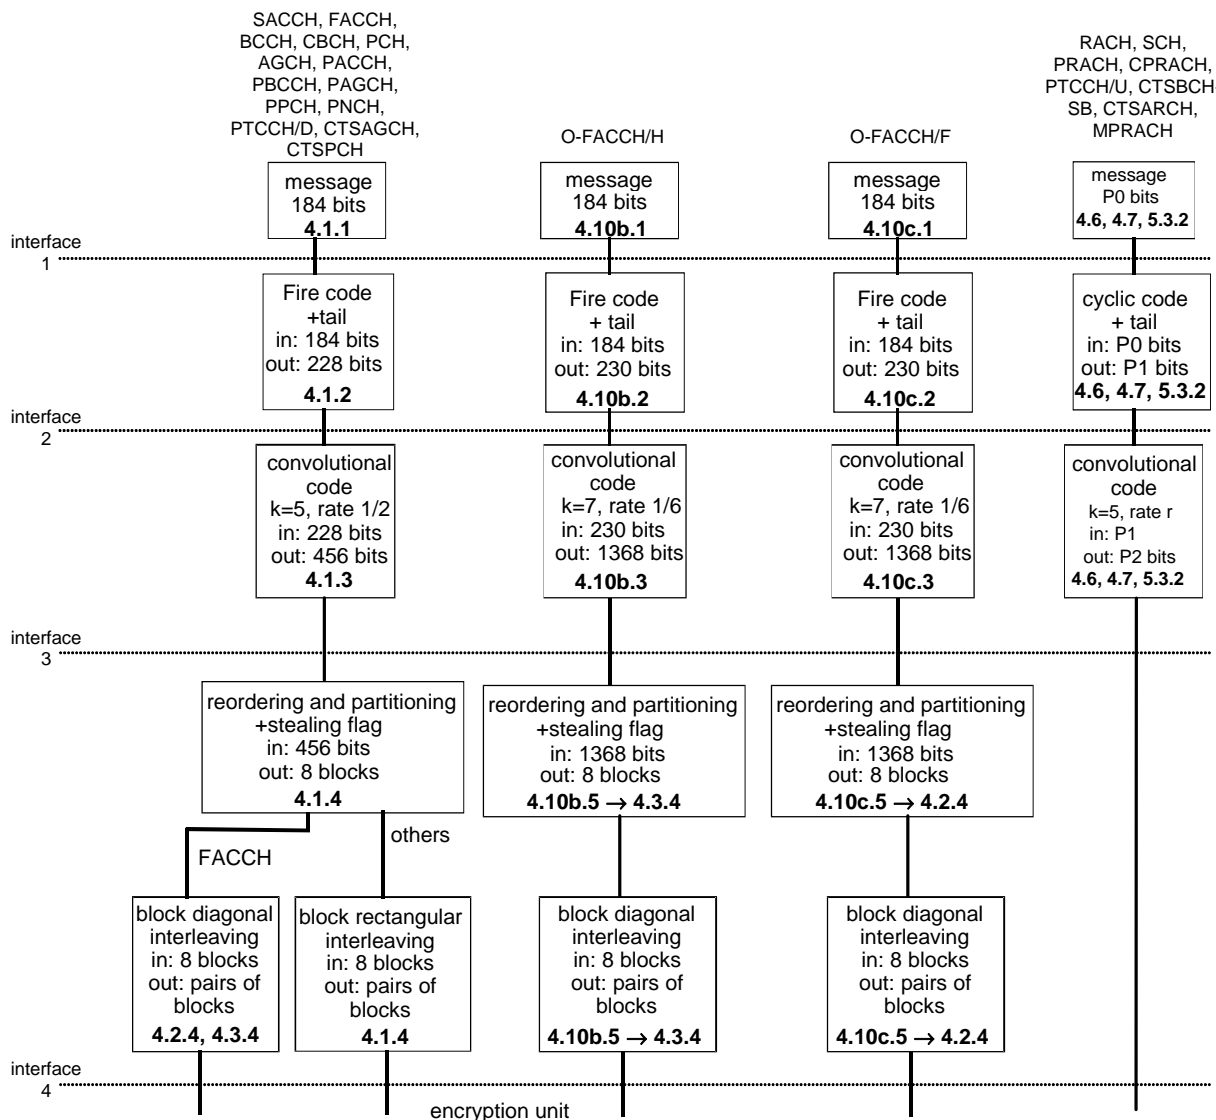 SACCH, FACCH,
BCCH, CBCH, PCH,
AGCH, PACCH,
PBCCH, PAGCH,
PPCH, PNCH,
PTCCH/D, CTSAGCH,
CTSPCH
O-FACCH/H
O-FACCH/F
RACH, SCH,
PRACH, CPRACH,
PTCCH/U, CTSBCH-
SB, CTSARCH,
MPRACH
message
184 bits
4.1.1
message
184 bits
4.10b.1
message
184 bits
4.10c.1
message
P0 bits
4.6, 4.7, 5.3.2
interface
1
Fire code
+tail
in: 184 bits
out: 228 bits
4.1.2
Fire code
+ tail
in: 184 bits
out: 230 bits
4.10b.2
Fire code
+ tail
in: 184 bits
out: 230 bits
4.10c.2
cyclic code
+ tail
in: P0 bits
out: P1 bits
4.6, 4.7, 5.3.2
interface
2
convolutional
code
k=5, rate 1/2
in: 228 bits
out: 456 bits
4.1.3
convolutional
code
k=7, rate 1/6
in: 230 bits
out: 1368 bits
4.10b.3
convolutional
code
k=7, rate 1/6
in: 230 bits
out: 1368 bits
4.10c.3
convolutional
code
k=5, rate r
in: P1
out: P2 bits
4.6, 4.7, 5.3.2
interface
3
reordering and partitioning
+stealing flag
in: 456 bits
out: 8 blocks
4.1.4
reordering and partitioning
+stealing flag
in: 1368 bits
out: 8 blocks
4.10b.5 → 4.3.4
reordering and partitioning
+stealing flag
in: 1368 bits
out: 8 blocks
4.10c.5 → 4.2.4
FACCH
others
block diagonal
interleaving
in: 8 blocks
out: pairs of
blocks
4.2.4, 4.3.4
block rectangular
interleaving
in: 8 blocks
out: pairs of
blocks
4.1.4
block diagonal
interleaving
in: 8 blocks
out: pairs of
blocks
4.10b.5 → 4.3.4
block diagonal
interleaving
in: 8 blocks
out: pairs of
blocks
4.10c.5 → 4.2.4
interface
4
encryption unit